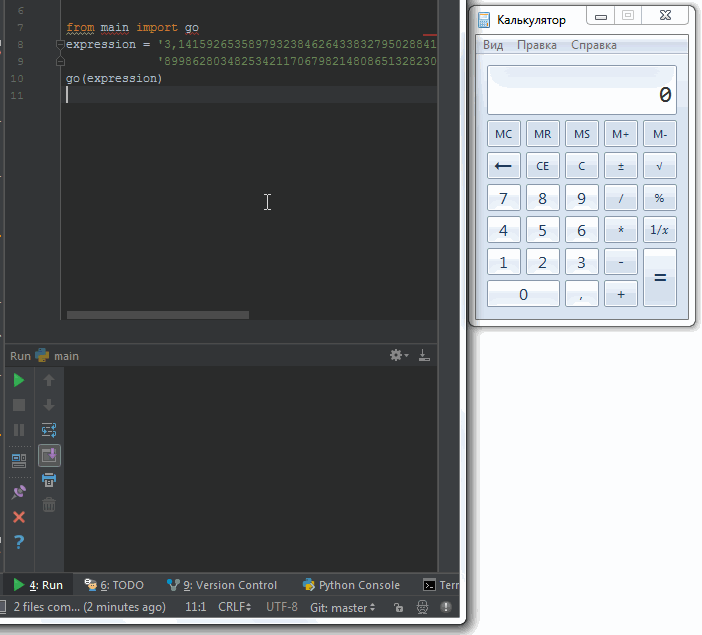 6
7 from main import go
8 expression = '3,1415926535897932384626433832795028841
9 '899862803482534211706798214808651328230
10 go(expression)
11
Run main
4: Run 6: TODO 9: Version Control Python Console Terr
2 files com... (2 minutes ago) 11:1 CRLF UTF-8 Git: master
Калькулятор
Вид Правка Справка
0
MC MR MS M+ M-
← CE C ± √
7 8 9 / %
4 5 6 * 1/x
1 2 3 - =
0 , +